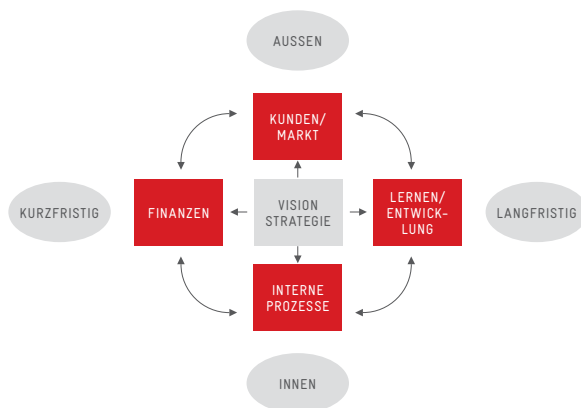 AUSSEN
KUNDEN/
MARKT
KURZFRISTIG
FINANZEN
VISION
STRATEGIE
LERNEN/
ENTWICK-
LUNG
LANGFRISTIG
INTERNE
PROZESSE
INNEN